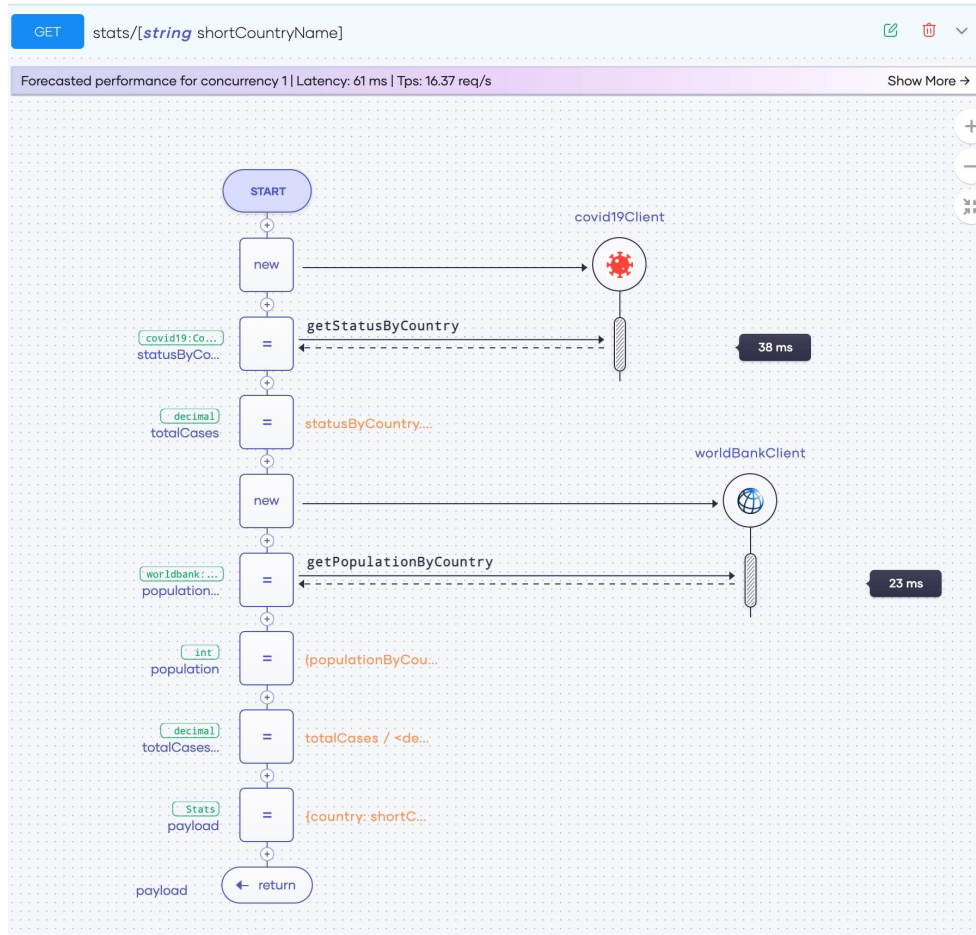 GET stats/[string shortCountryName]
Forecasted performance for concurrency 1 | Latency: 61 ms | Tps: 16.37 req/s Show More →
START
covid19Client
new
covid19:Co...
statusByCo...
=
getStatusByCountry
38 ms
decimal
totalCases
=
statusByCountry....
worldBankClient
new
worldbank:...
population...
=
getPopulationByCountry
23 ms
int
population
=
(populationByCou...
decimal
totalCases...
=
totalCases / <de...
Stats
payload
=
{country: shortC...
payload
← return